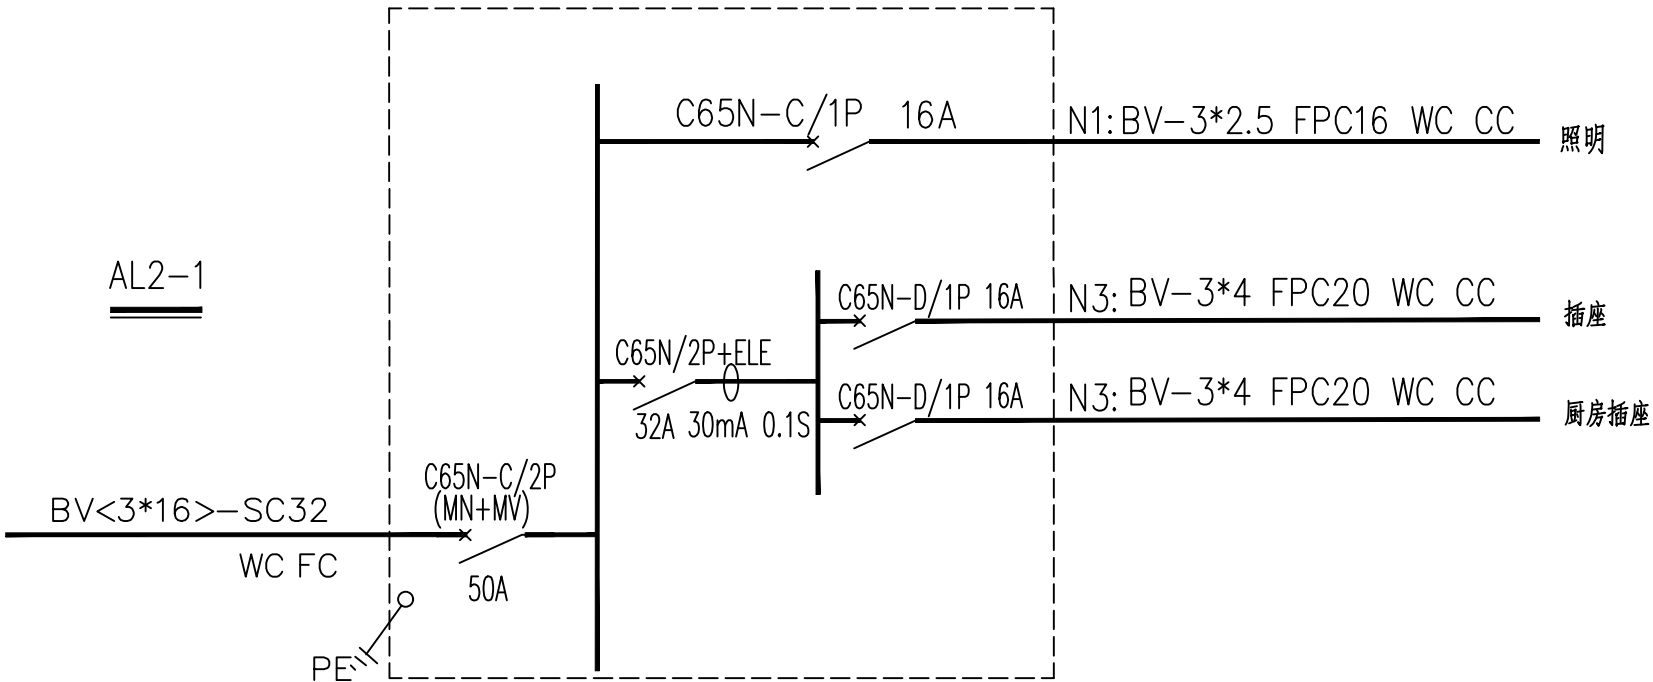 C65N-C/1P 16A
N1:BV-3*2.5 FPC16 WC CC
照明
AL2-1
C65N-D/1P 16A
N3: BV-3*4 FPC20 WC CC
插座
C65N/2P+ELE
32A 30mA 0.1S
C65N-D/1P 16A
N3: BV-3*4 FPC20 WC CC
厨房插座
C65N-C/2P
(MN+MV)
BV<3*16>-SC32
WC FC
50A
PE